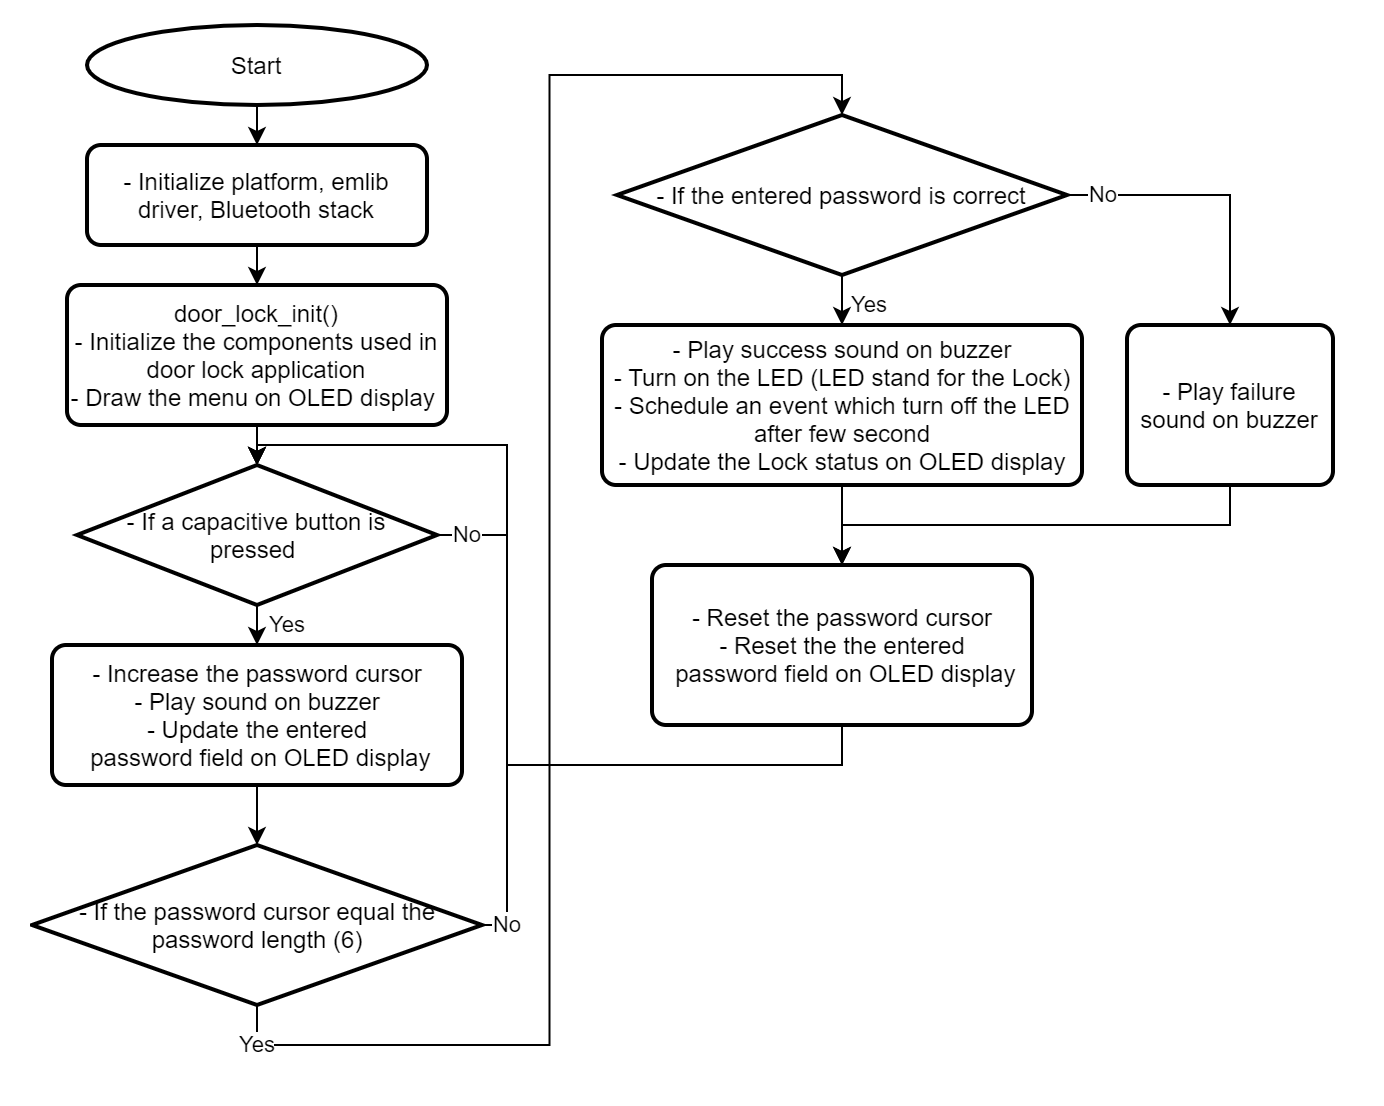 Start
- Initialize platform, emlib
driver, Bluetooth stack
door_lock_init()
- Initialize the components used in
door lock application
- Draw the menu on OLED display
- If a capacitive button is
pressed
No
Yes
- Increase the password cursor
- Play sound on buzzer
- Update the entered
password field on OLED display
- If the password cursor equal the
password length (6)
No
Yes
- If the entered password is correct
No
Yes
- Play success sound on buzzer
- Turn on the LED (LED stand for the Lock)
- Schedule an event which turn off the LED
after few second
- Update the Lock status on OLED display
- Play failure
sound on buzzer
- Reset the password cursor
- Reset the the entered
password field on OLED display